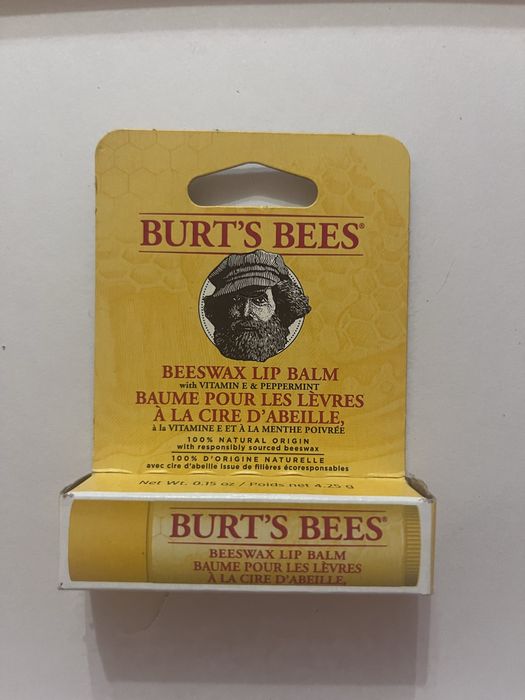 BURT'S BEES®
BEESWAX LIP BALM
with VITAMIN E & PEPPERMINT
BAUME POUR LES LÈVRES
À LA CIRE D'ABEILLE,
à la VITAMINE E ET À LA MENTHE POIVRÉE
100% NATURAL ORIGIN
with responsibly sourced beeswax
100% D'ORIGINE NATURELLE
avec cire d'abeille issue de filières écoresponsables
Net Wt. 0.15 oz / Poids net 4.25 g
BURT'S BEES®
BEESWAX LIP BALM
BAUME POUR LES LÈVRES
À LA CIRE D'ABEILLE,